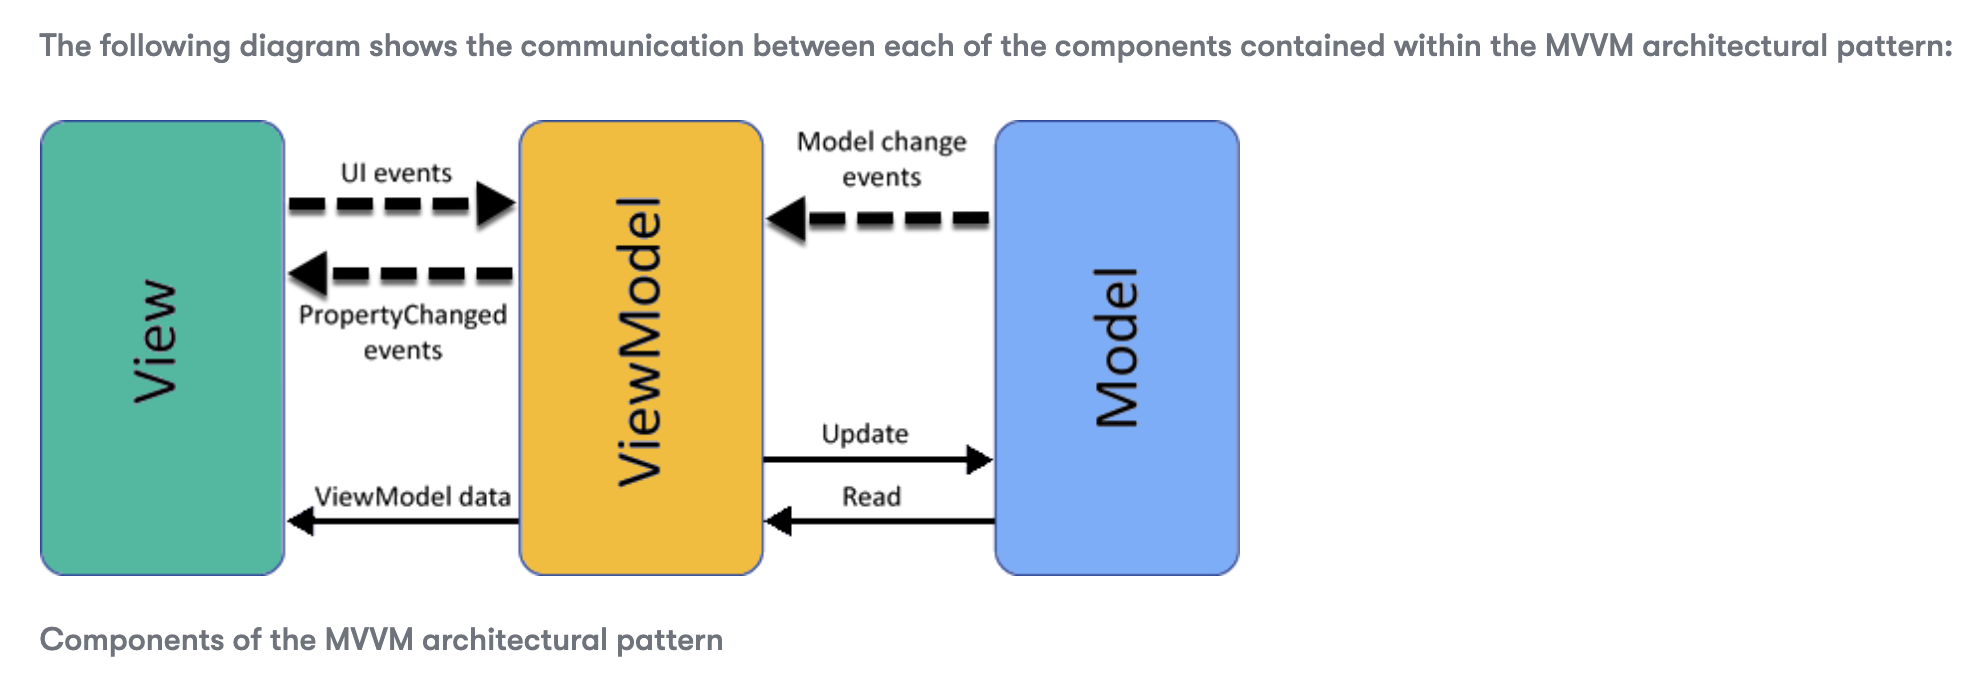 The following diagram shows the communication between each of the components contained within the MVVM architectural pattern:
UI events
PropertyChanged
events
ViewModel data
Model change
events
Update
Read
View
ViewModel
Model
Components of the MVVM architectural pattern